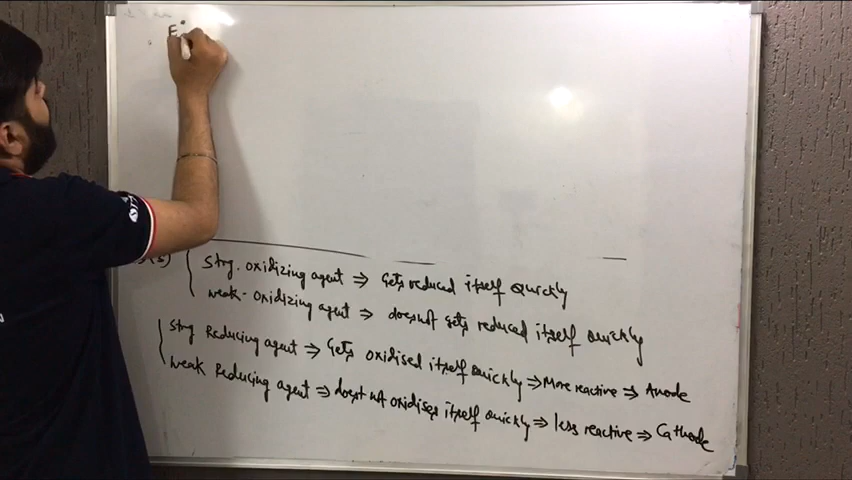 E°
Strg. oxidizing agent ⇒ Gets reduced itself quickly
weak- oxidizing agent ⇒ doesnot gets reduced itself quickly
Strg Reducing agent ⇒ Gets oxidised itself quickly ⇒ More reactive ⇒ Anode
Weak Reducing agent ⇒ doest not oxidises itself quickly ⇒ less reactive ⇒ Cathode